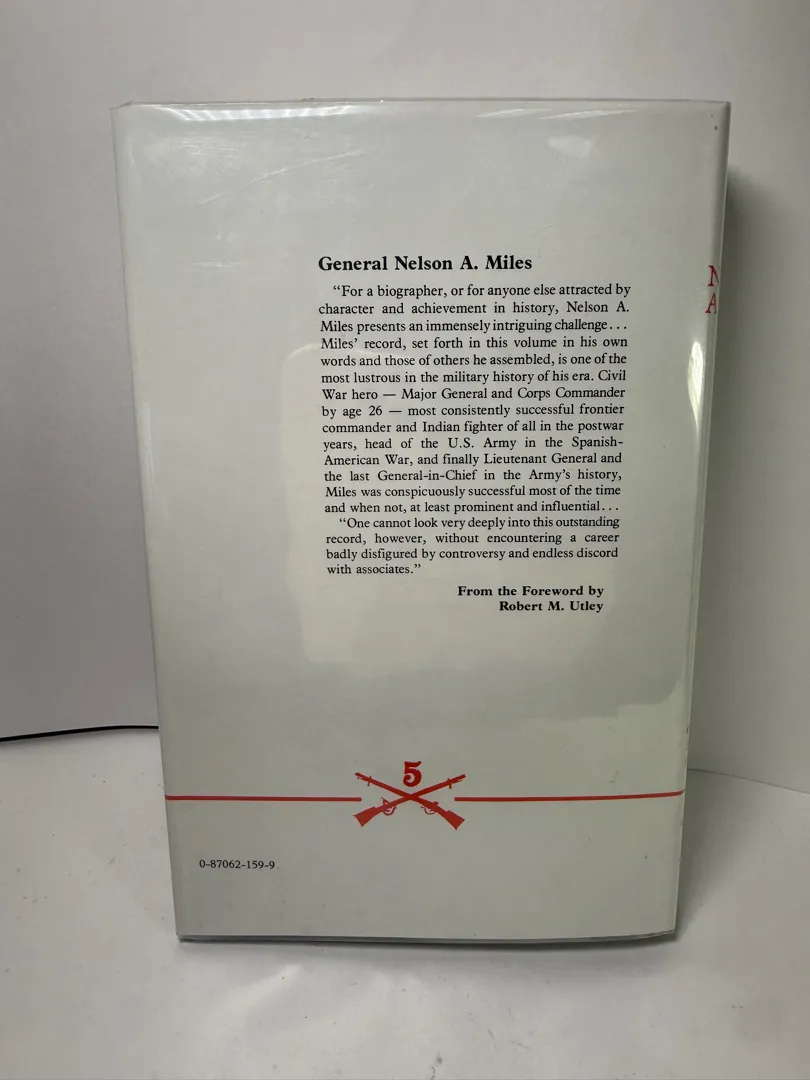 General Nelson A. Miles
“For a biographer, or for anyone else attracted by
character and achievement in history, Nelson A.
Miles presents an immensely intriguing challenge...
Miles’ record, set forth in this volume in his own
words and those of others he assembled, is one of the
most lustrous in the military history of his era. Civil
War hero — Major General and Corps Commander
by age 26 — most consistently successful frontier
commander and Indian fighter of all in the postwar
years, head of the U.S. Army in the Spanish-
American War, and finally Lieutenant General and
the last General-in-Chief in the Army’s history,
Miles was conspicuously successful most of the time
and when not, at least prominent and influential...
“One cannot look very deeply into this outstanding
record, however, without encountering a career
badly disfigured by controversy and endless discord
with associates.”
From the Foreword by
Robert M. Utley
5
0-87062-159-9